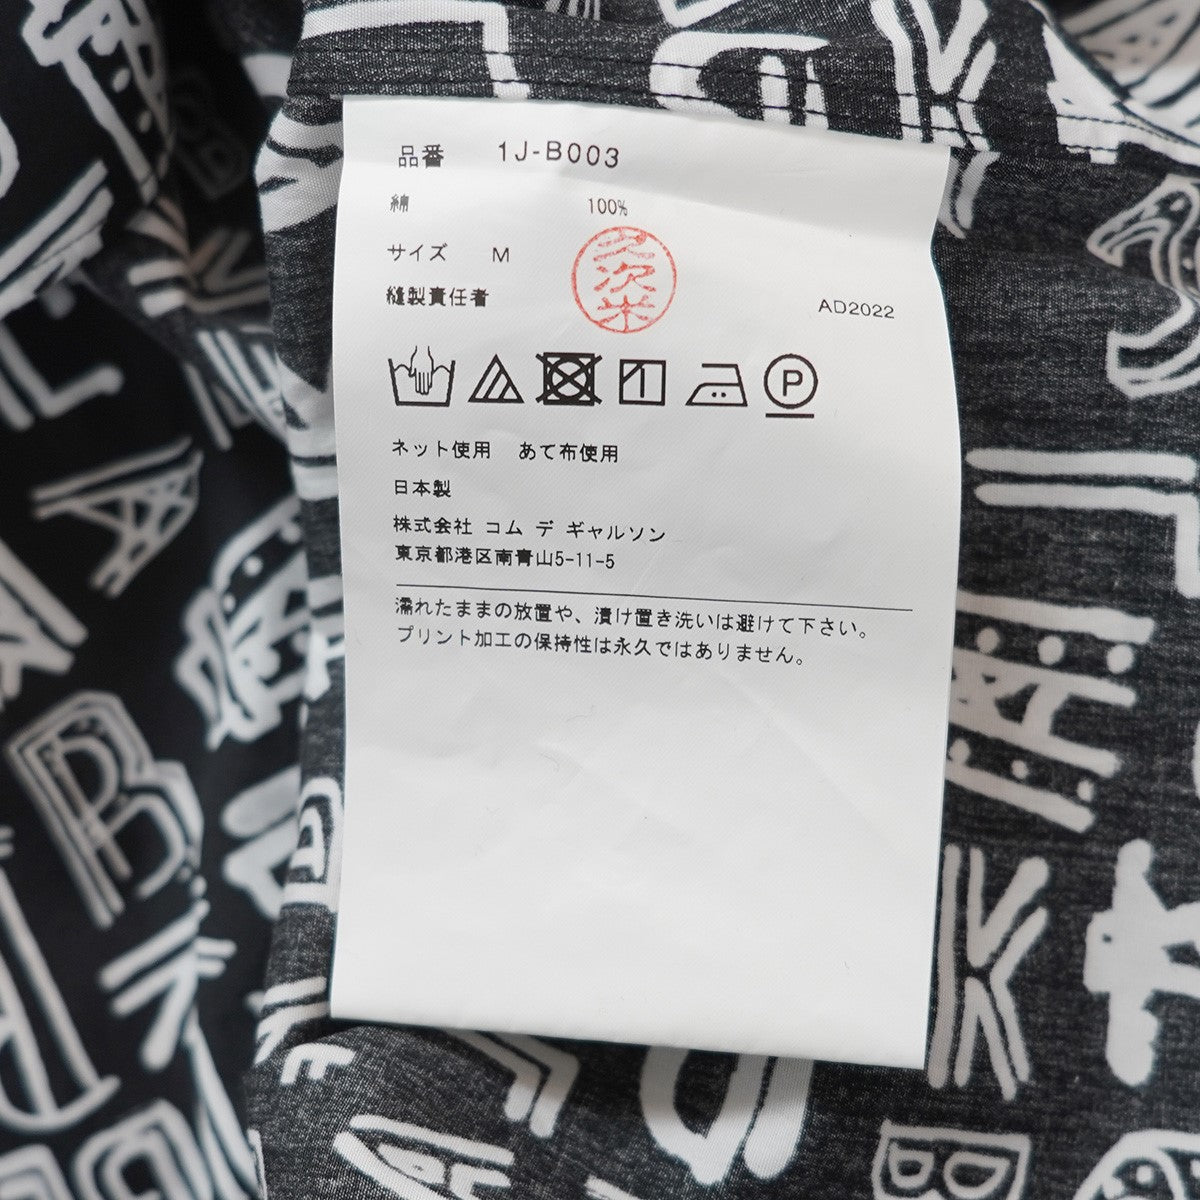 品番 1J-B003
綿 100%
サイズ M
縫製責任者 久次米
AD2022
P
ネット使用 あて布使用
日本製
株式会社 コム デ ギャルソン
東京都港区南青山5-11-5
濡れたままの放置や、漬け置き洗いは避けて下さい。
プリント加工の保持性は永久ではありません。